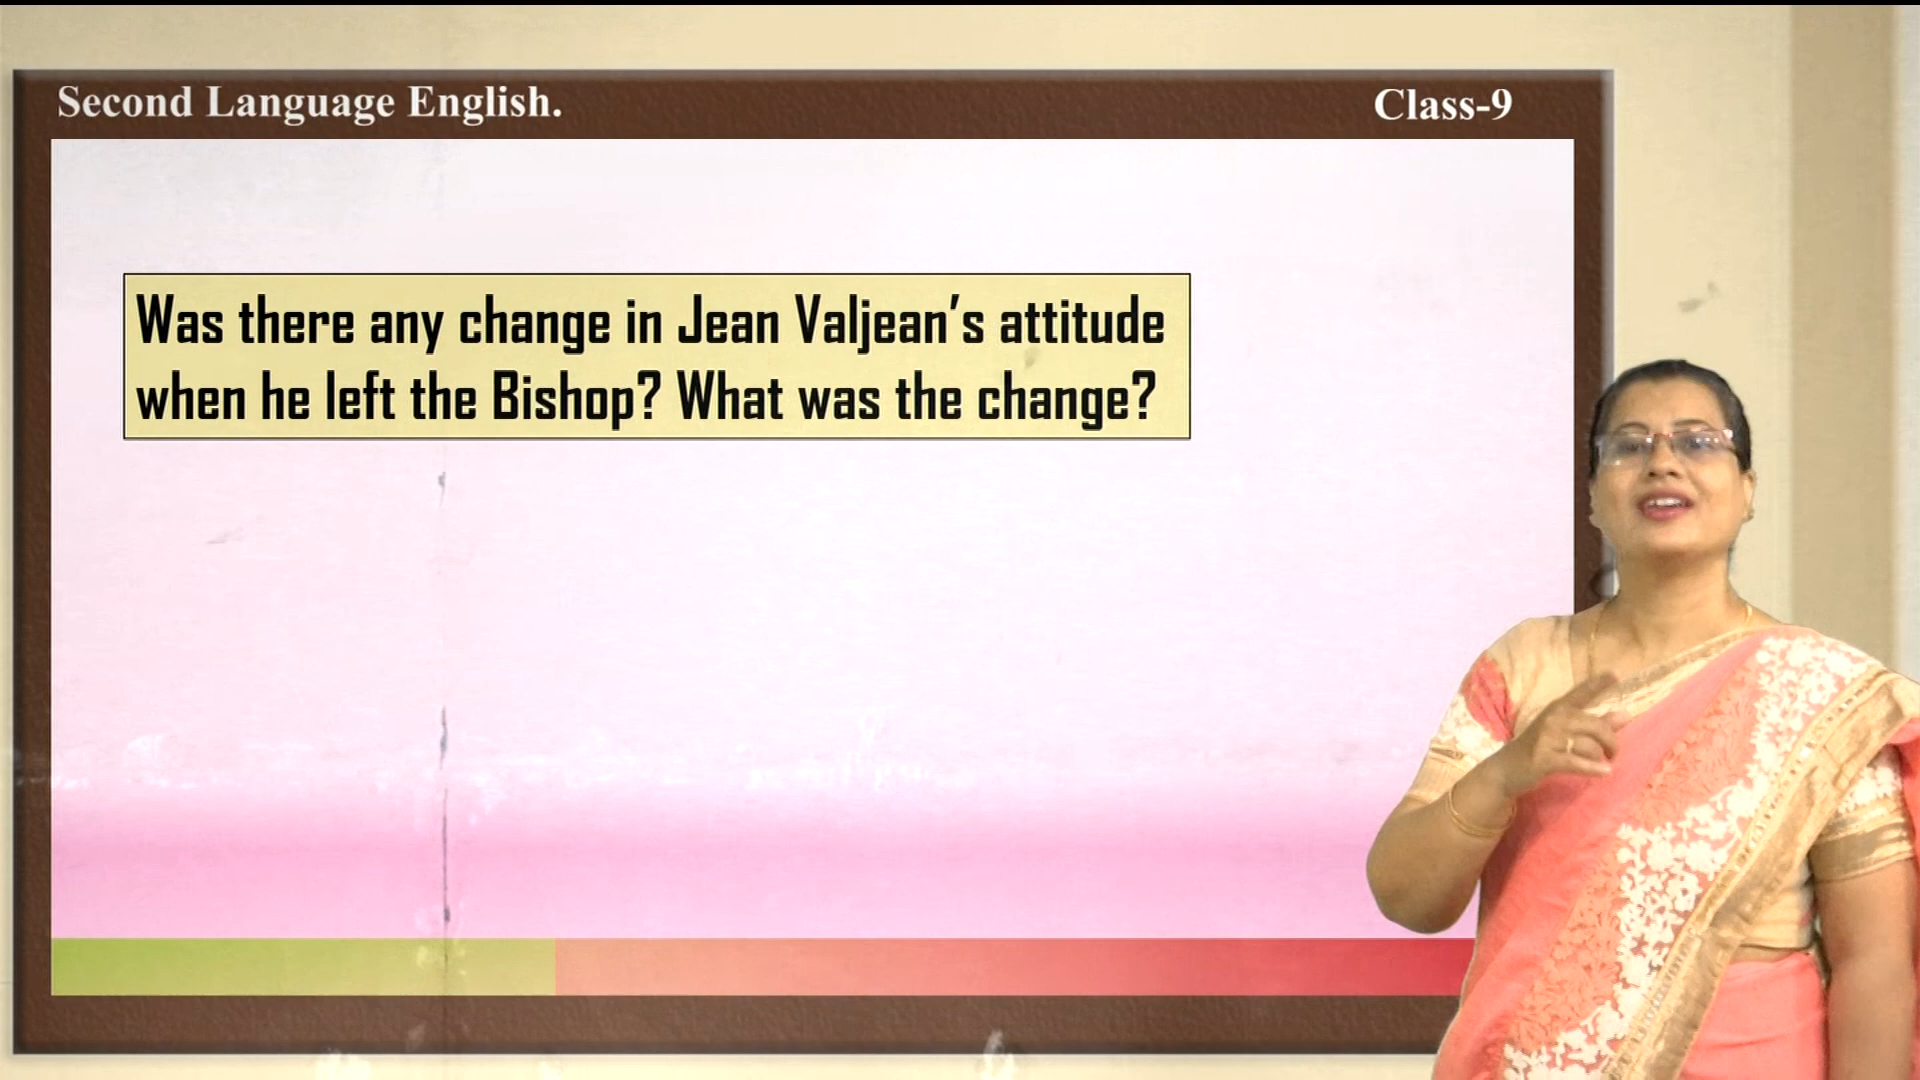 Second Language English.
Class-9
Was there any change in Jean Valjean’s attitude
when he left the Bishop? What was the change?